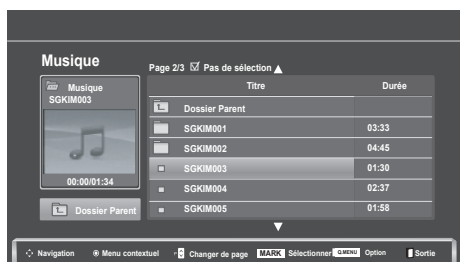 Musique
Page 2/3 Pas de sélection
Musique
SGKIM003
00:00/01:34
Dossier Parent
Titre Durée
Dossier Parent
SGKIM001 03:33
SGKIM002 04:45
SGKIM003 01:30
SGKIM004 02:37
SGKIM005 01:58
Navigation Menu contextuel Changer de page MARK Sélectionner Q.MENU Option Sortie